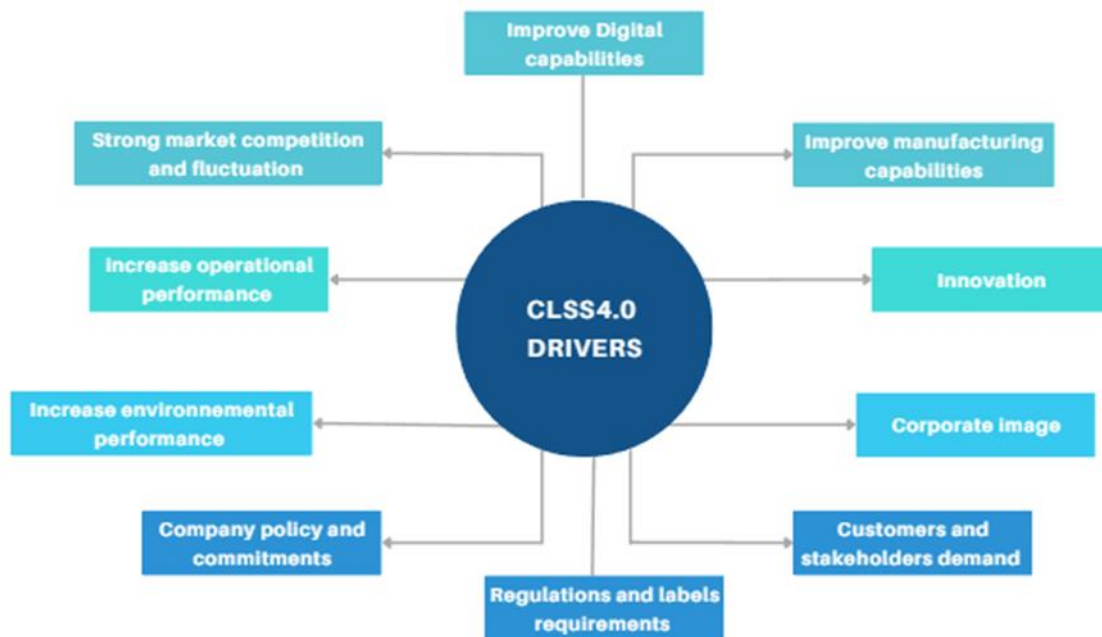 Improve Digital
capabilities
Strong market competition
and fluctuation
Improve manufacturing
capabilities
Increase operational
performance
Innovation
CLSS4.0
DRIVERS
Increase environnemental
performance
Corporate image
Company policy and
commitments
Customers and
stakeholders demand
Regulations and labels
requirements